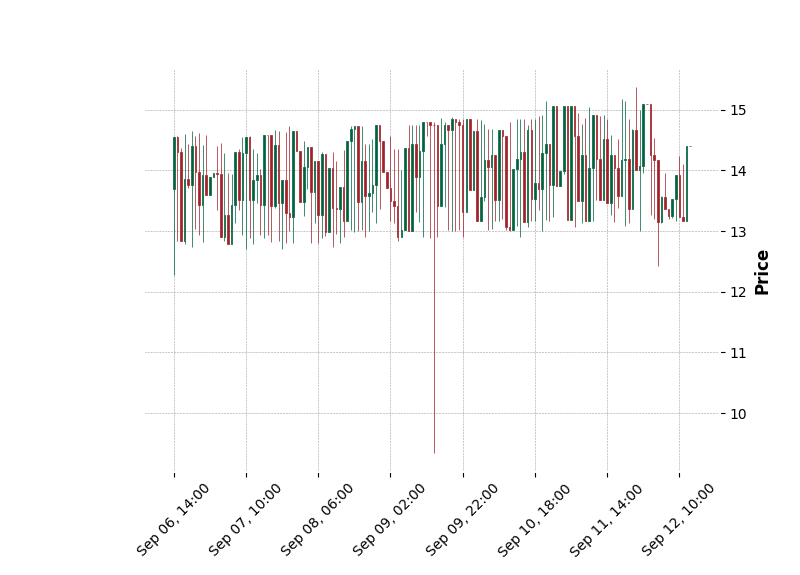 15
14
13
12
11
10
Price
Sep 06, 14:00
Sep 07, 10:00
Sep 08, 06:00
Sep 09, 02:00
Sep 09, 22:00
Sep 10, 18:00
Sep 11, 14:00
Sep 12, 10:00